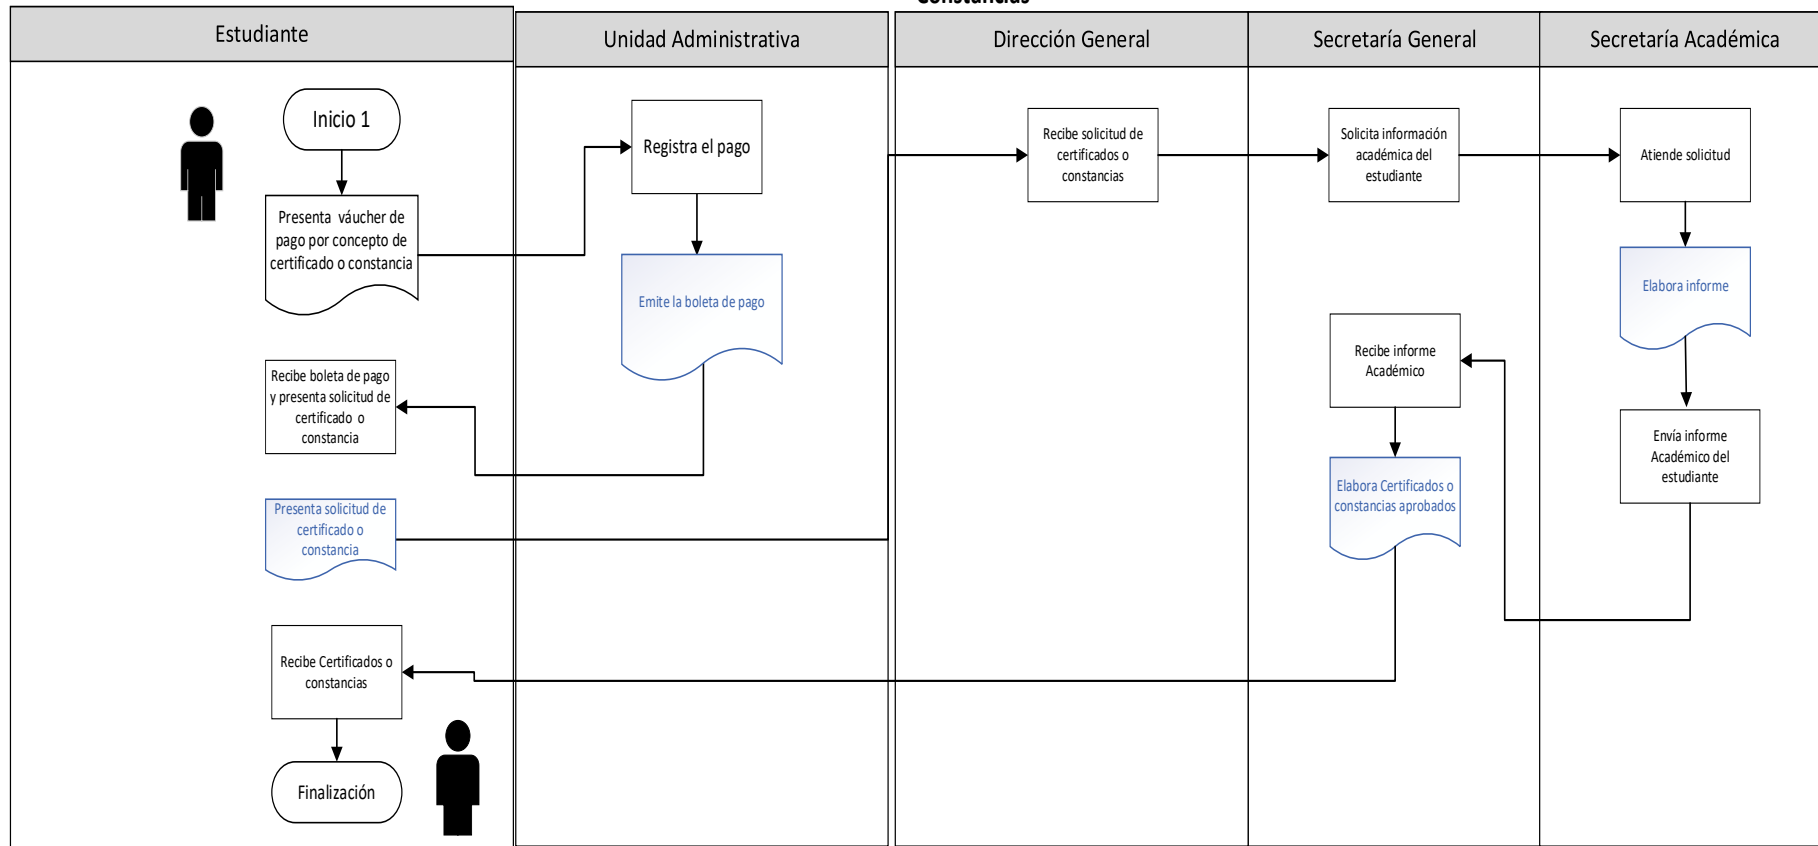 Constancias
Estudiante
Unidad Administrativa
Dirección General
Secretaría General
Secretaría Académica
Inicio 1
Presenta váucher de
pago por concepto de
certificado o constancia
Recibe boleta de pago
y presenta solicitud de
certificado o
constancia
Presenta solicitud de
certificado o
constancia
Recibe Certificados o
constancias
Finalización
Registra el pago
Emite la boleta de pago
Recibe solicitud de
certificados o
constancias
Solicita información
académica del
estudiante
Recibe informe
Académico
Elabora Certificados o
constancias aprobados
Atiende solicitud
Elabora informe
Envía informe
Académico del
estudiante